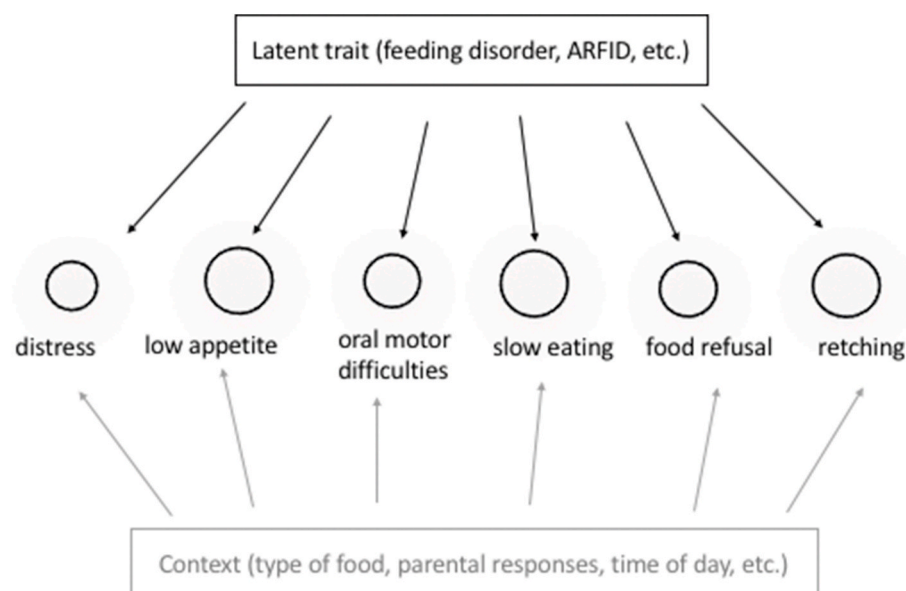 Latent trait (feeding disorder, ARFID, etc.)
distress
low appetite
oral motor
difficulties
slow eating
food refusal
retching
Context (type of food, parental responses, time of day, etc.)